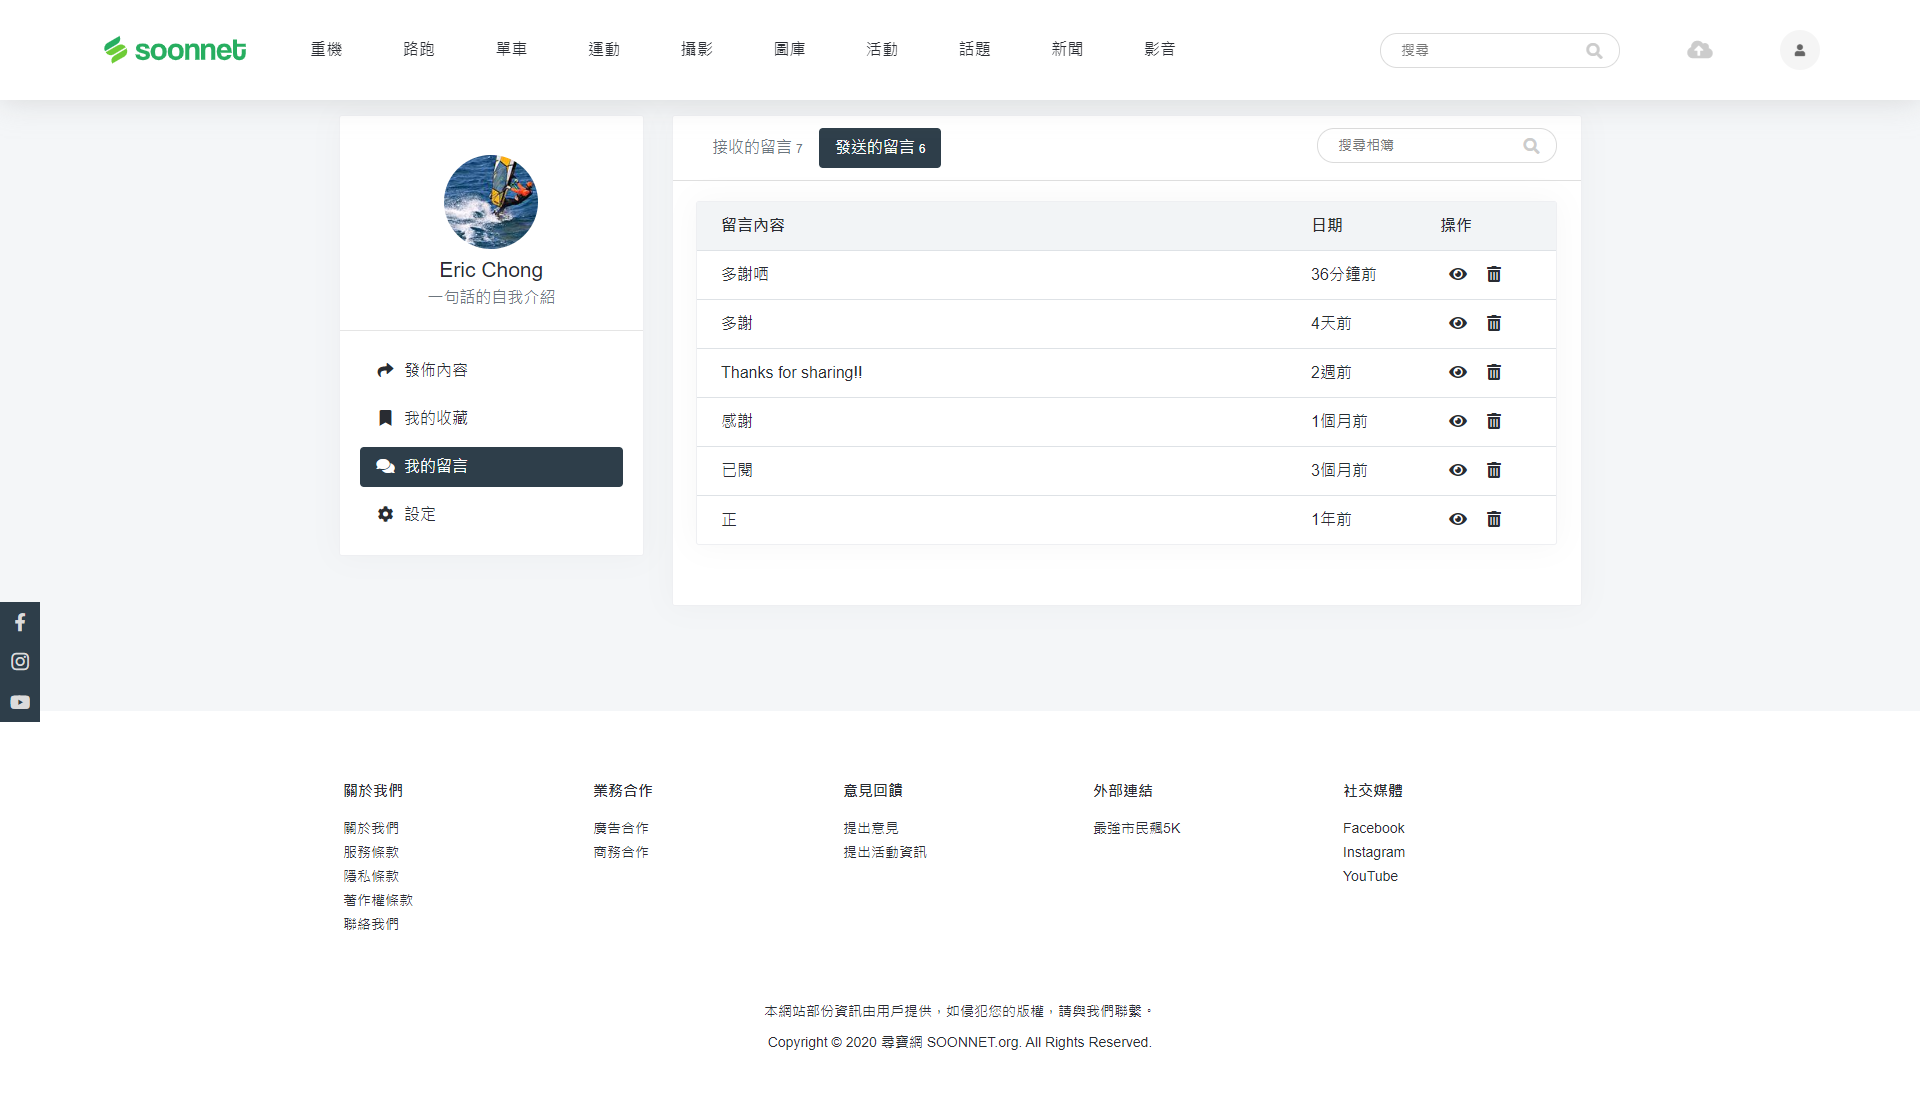 soonnet 重機 路跑 單車 運動 攝影 圖庫 活動 話題 新聞 影音 搜尋
接收的留言 7 發送的留言 6 搜尋相簿
Eric Chong
一句話的自我介紹
發佈內容
我的收藏
我的留言
設定
留言內容 日期 操作
多謝哂 36分鐘前
多謝 4天前
Thanks for sharing!! 2週前
感謝 1個月前
已閱 3個月前
正 1年前
關於我們
關於我們
服務條款
隱私條款
著作權條款
聯絡我們
業務合作
廣告合作
商務合作
意見回饋
提出意見
提出活動資訊
外部連結
最強市民飆5K
社交媒體
Facebook
Instagram
YouTube
本網站部份資訊由用戶提供，如侵犯您的版權，請與我們聯繫。
Copyright © 2020 尋寶網 SOONNET.org. All Rights Reserved.